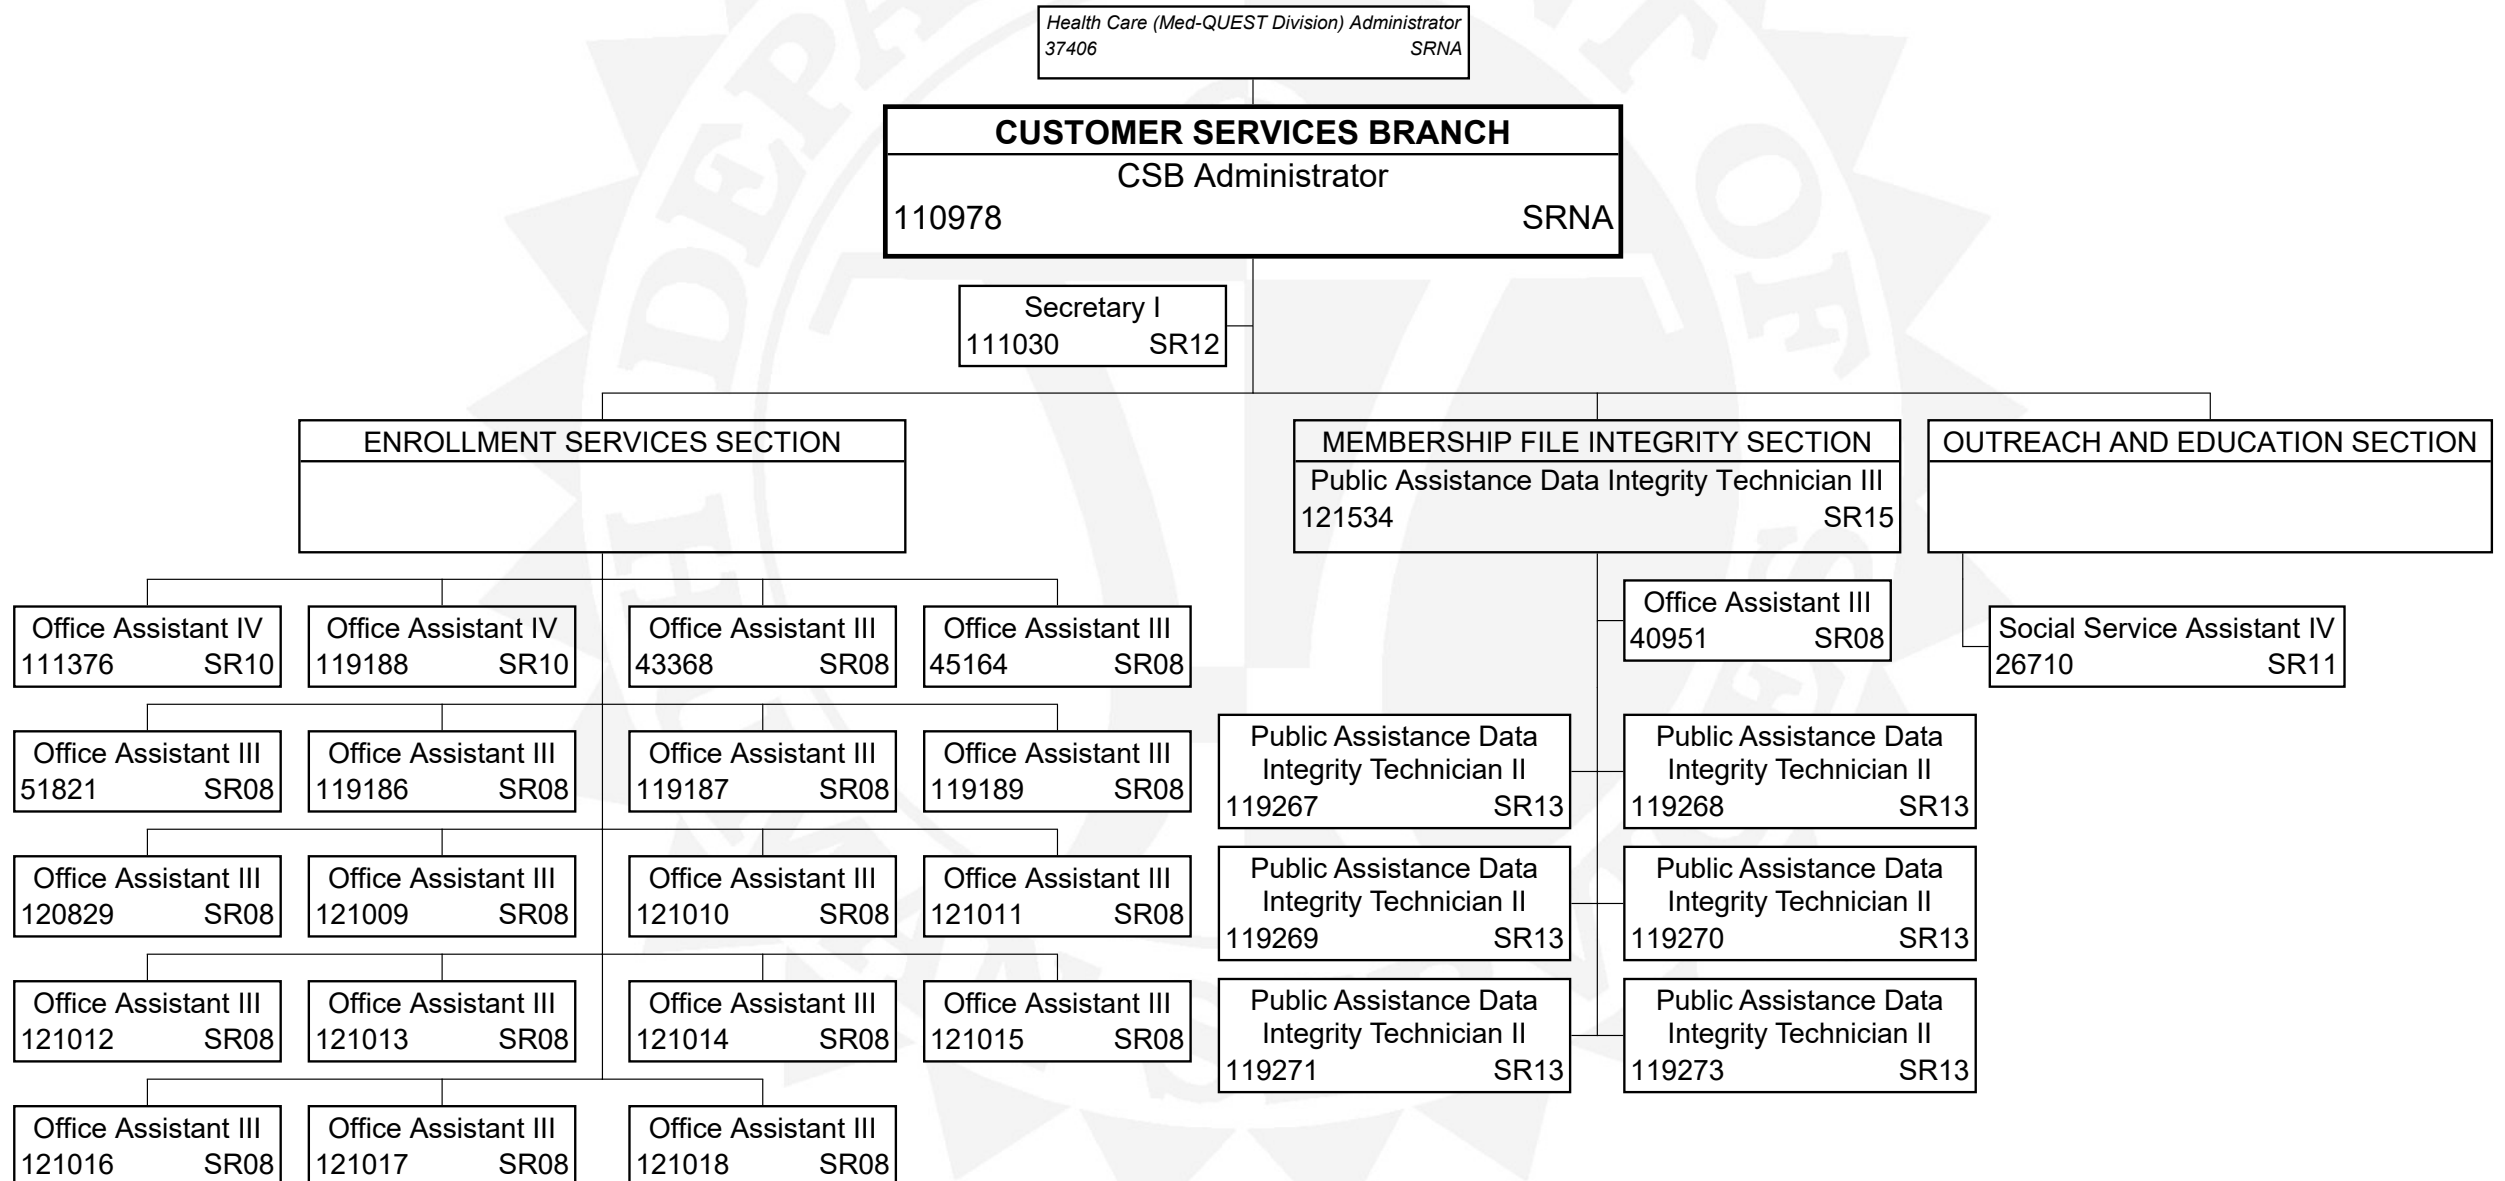 Health Care (Med-QUEST Division) Administrator
37406 SRNA
CUSTOMER SERVICES BRANCH
CSB Administrator
110978 SRNA
Secretary I
111030 SR12
ENROLLMENT SERVICES SECTION
Office Assistant IV
111376 SR10
Office Assistant IV
119188 SR10
Office Assistant III
43368 SR08
Office Assistant III
45164 SR08
Office Assistant III
51821 SR08
Office Assistant III
119186 SR08
Office Assistant III
119187 SR08
Office Assistant III
119189 SR08
Office Assistant III
120829 SR08
Office Assistant III
121009 SR08
Office Assistant III
121010 SR08
Office Assistant III
121011 SR08
Office Assistant III
121012 SR08
Office Assistant III
121013 SR08
Office Assistant III
121014 SR08
Office Assistant III
121015 SR08
Office Assistant III
121016 SR08
Office Assistant III
121017 SR08
Office Assistant III
121018 SR08
MEMBERSHIP FILE INTEGRITY SECTION
Public Assistance Data Integrity Technician III
121534 SR15
Office Assistant III
40951 SR08
Public Assistance Data
Integrity Technician II
119267 SR13
Public Assistance Data
Integrity Technician II
119268 SR13
Public Assistance Data
Integrity Technician II
119269 SR13
Public Assistance Data
Integrity Technician II
119270 SR13
Public Assistance Data
Integrity Technician II
119271 SR13
Public Assistance Data
Integrity Technician II
119273 SR13
OUTREACH AND EDUCATION SECTION
Social Service Assistant IV
26710 SR11